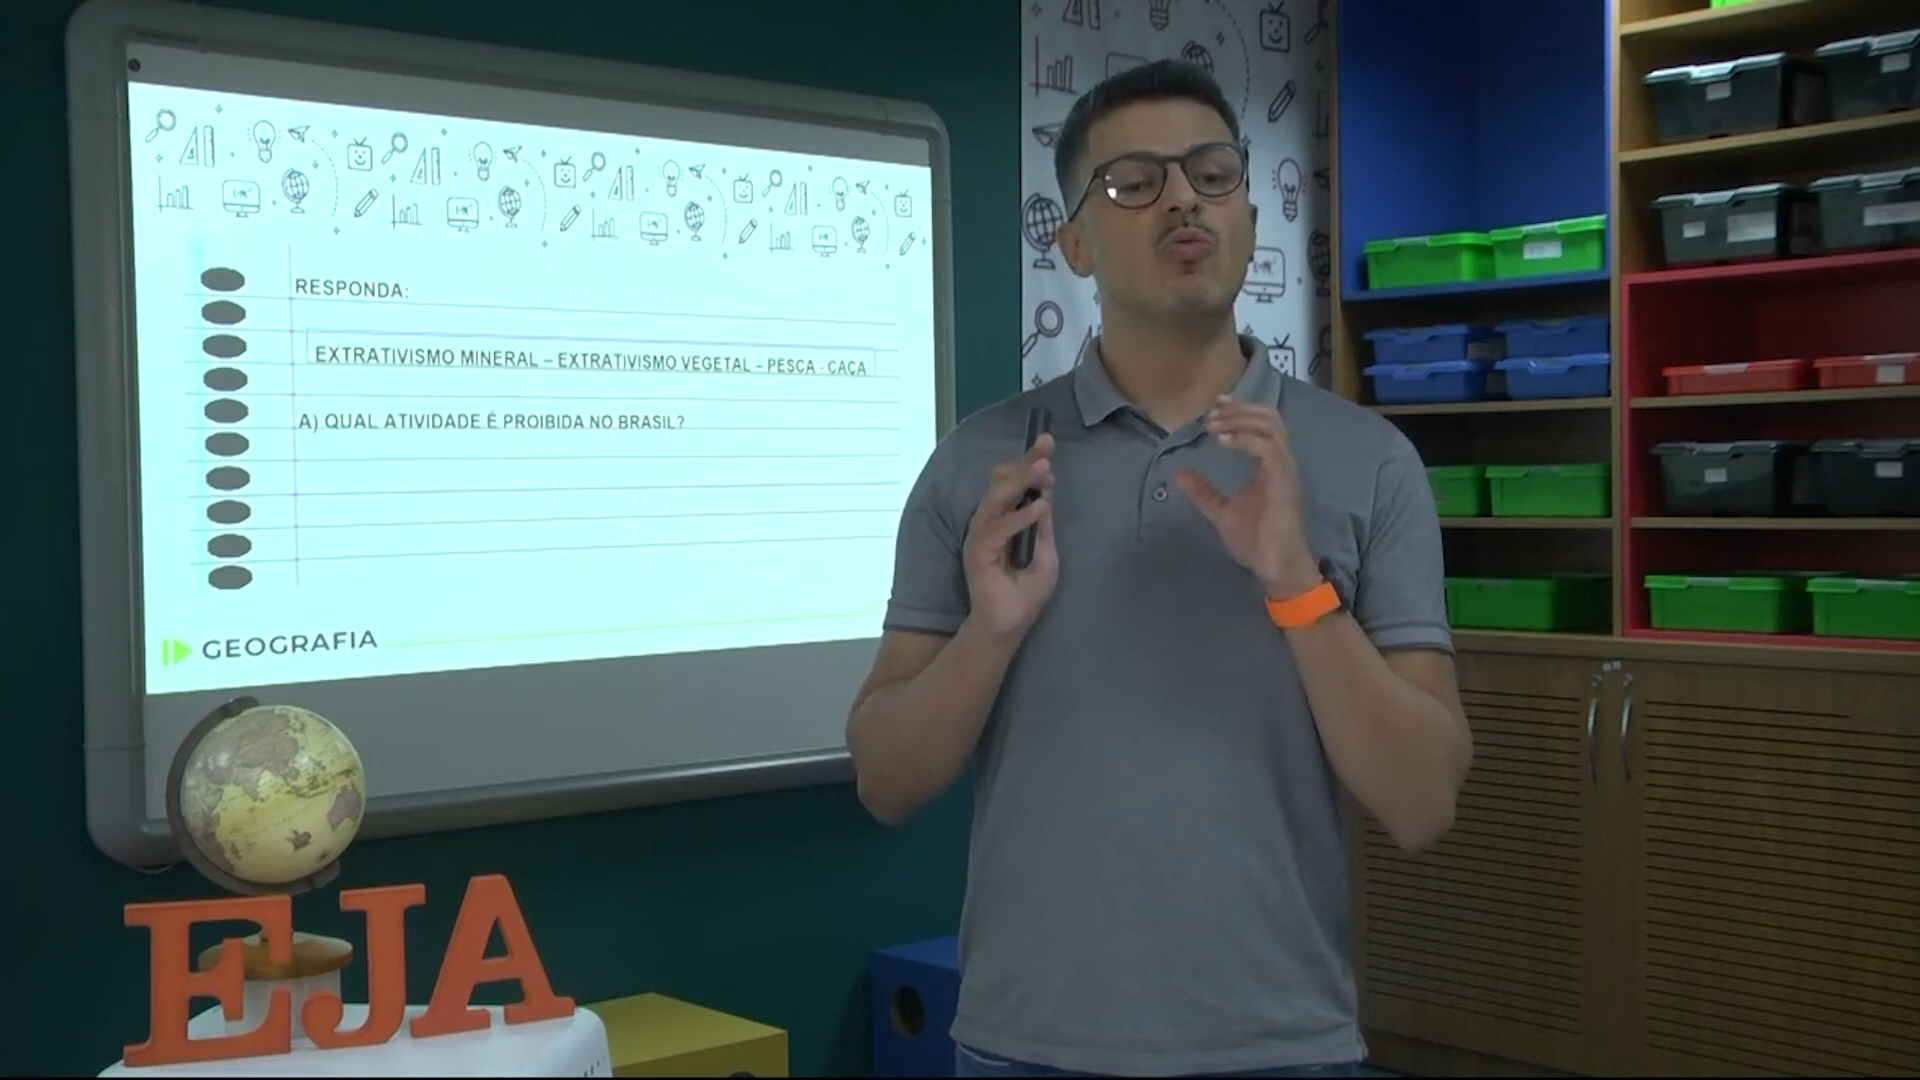 RESPONDA:
EXTRATIVISMO MINERAL – EXTRATIVISMO VEGETAL – PESCA - CAÇA
A) QUAL ATIVIDADE É PROIBIDA NO BRASIL?
GEOGRAFIA
EJA